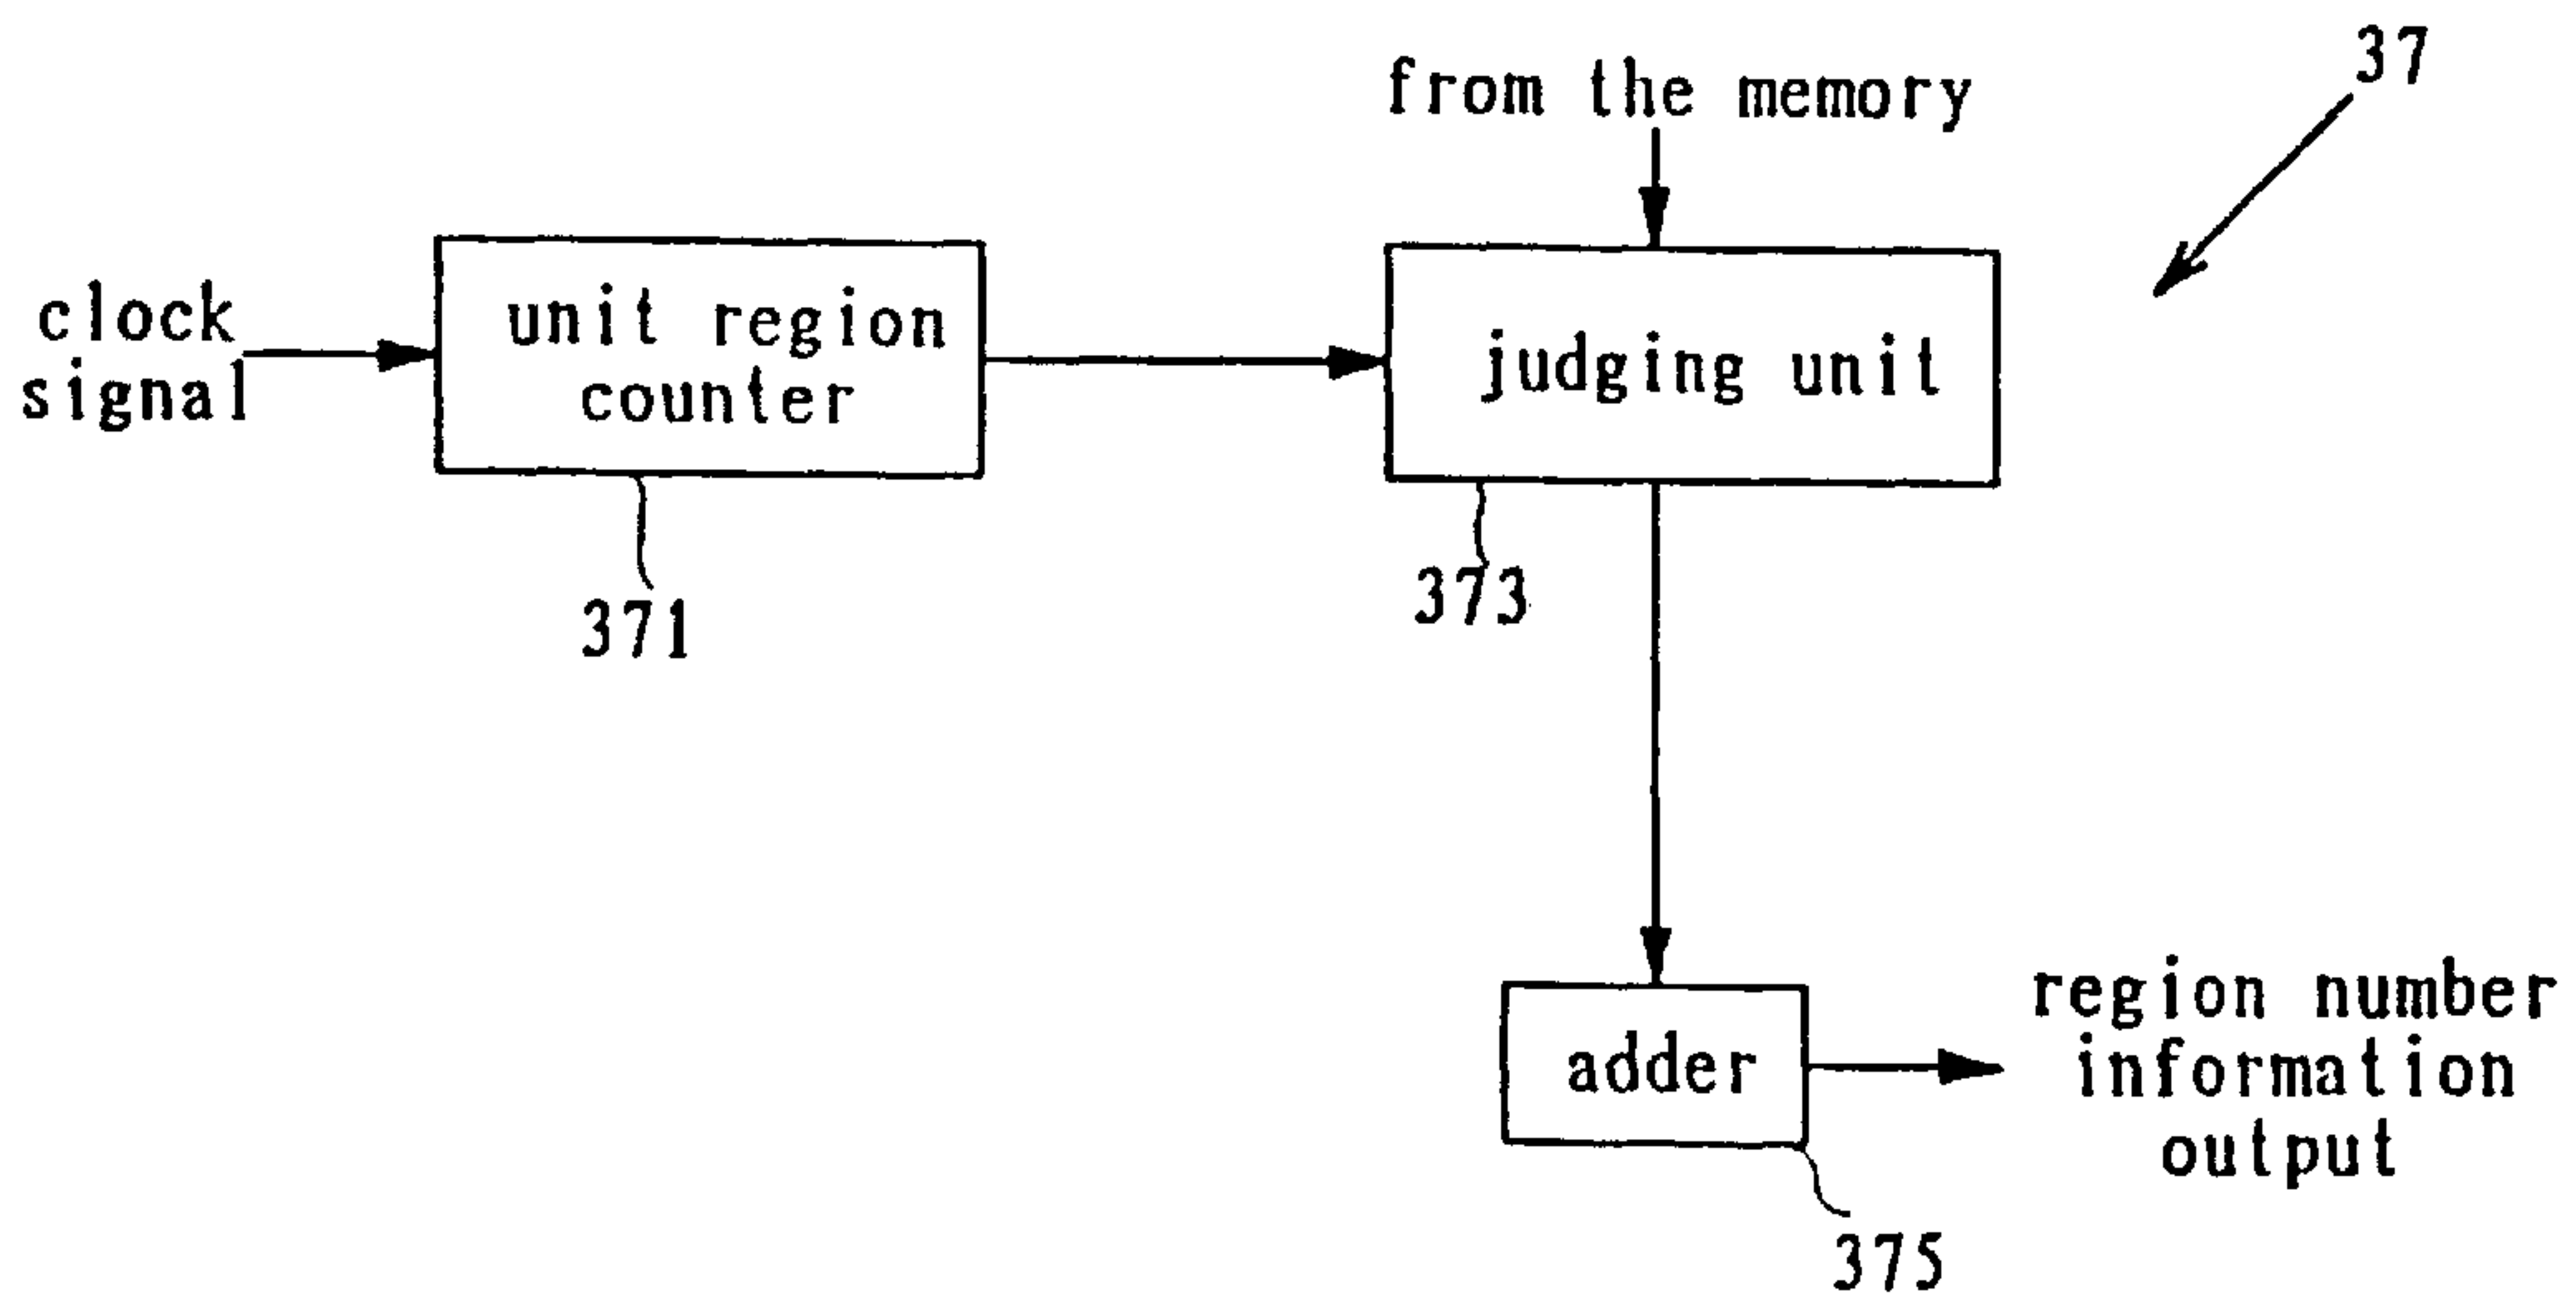 37
from the memory
clock
signal
unit region
counter
judging unit
371
373
adder
region number
information
output
375